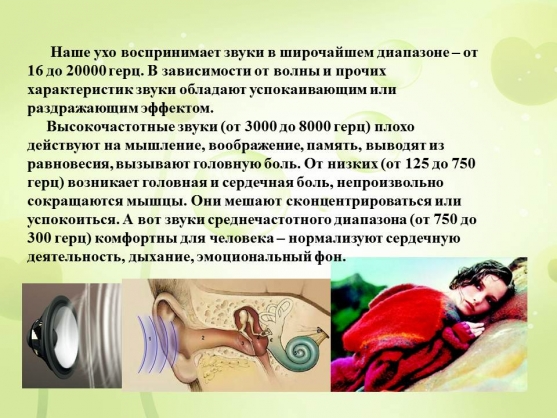 Наше ухо воспринимает звуки в широчайшем диапазоне – от
16 до 20000 герц. В зависимости от волны и прочих
характеристик звуки обладают успокаивающим или
раздражающим эффектом.
Высокочастотные звуки (от 3000 до 8000 герц) плохо
действуют на мышление, воображение, память, выводят из
равновесия, вызывают головную боль. От низких (от 125 до 750
герц) возникает головная и сердечная боль, непроизвольно
сокращаются мышцы. Они мешают сконцентрироваться или
успокоиться. А вот звуки среднечастотного диапазона (от 750 до
300 герц) комфортны для человека – нормализуют сердечную
деятельность, дыхание, эмоциональный фон.